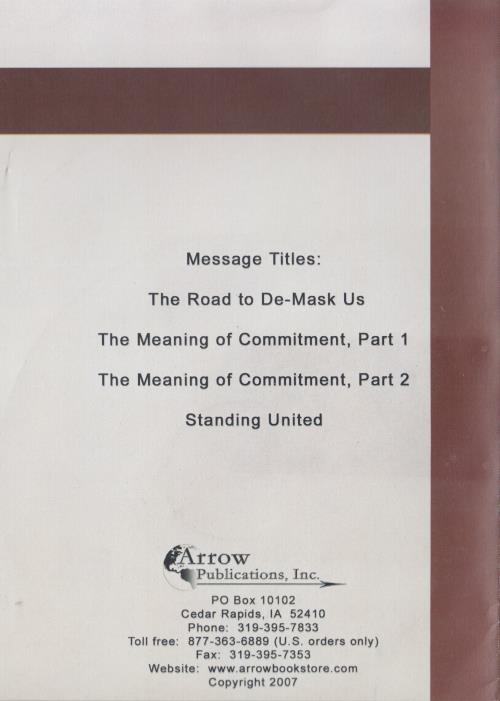 Message Titles:
The Road to De-Mask Us
The Meaning of Commitment, Part 1
The Meaning of Commitment, Part 2
Standing United
Arrow
Publications, Inc.
PO Box 10102
Cedar Rapids, IA 52410
Phone: 319-395-7833
Toll free: 877-363-6889 (U.S. orders only)
Fax: 319-395-7353
Website: www.arrowbookstore.com
Copyright 2007